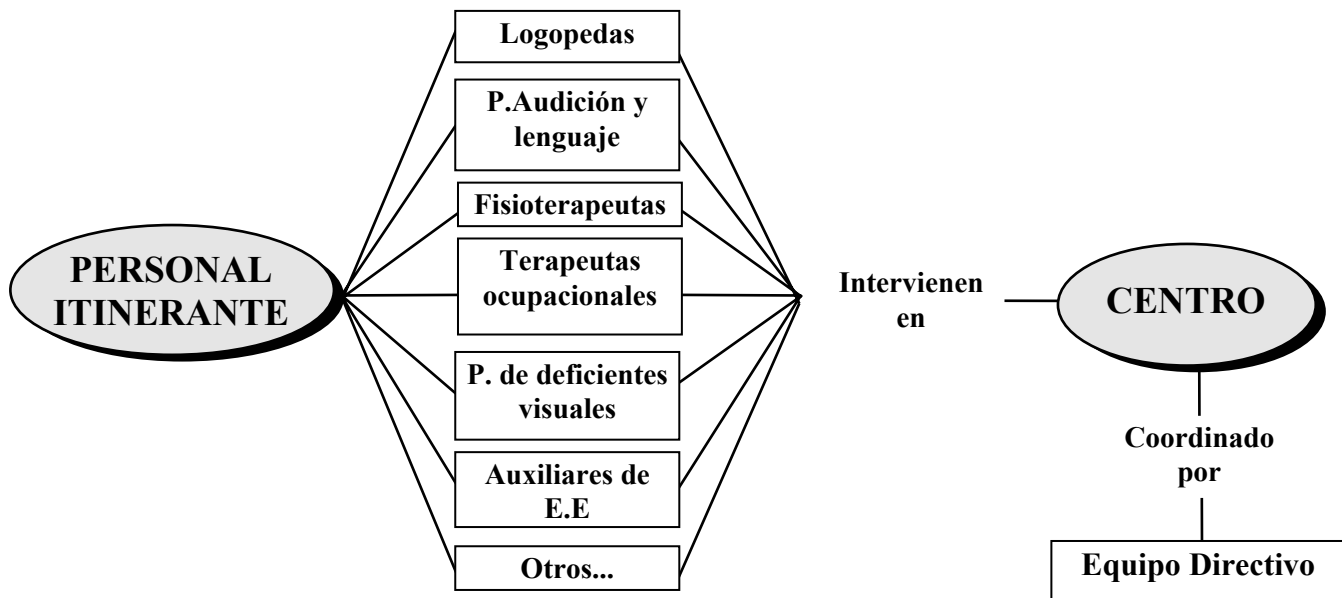 Logopedas
P.Audición y
lenguaje
Fisioterapeutas
PERSONAL
ITINERANTE
Terapeutas
ocupacionales
Intervienen
en
CENTRO
P. de deficientes
visuales
Coordinado
por
Auxiliares de
E.E
Otros...
Equipo Directivo